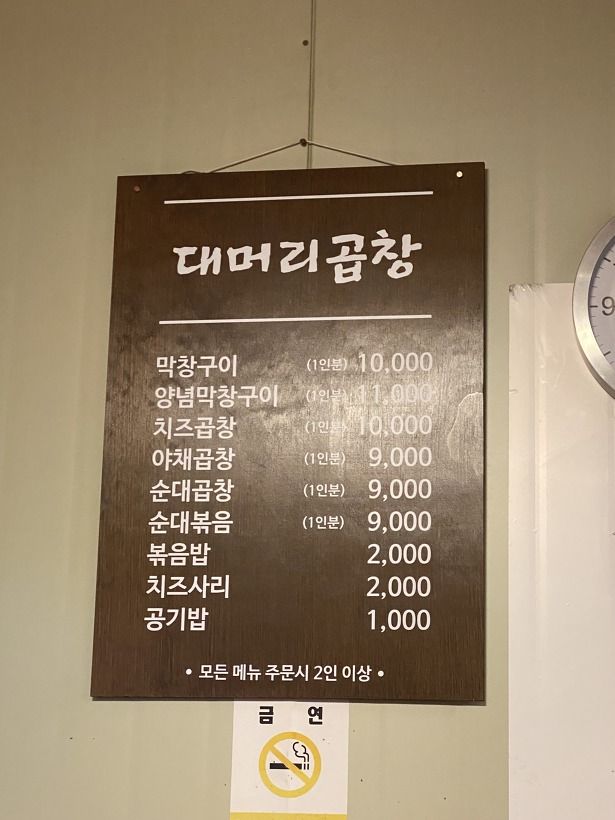 대머리곱창
막창구이 (1인분) 10,000
양념막창구이 (1인분) 11,000
치즈곱창 (1인분) 10,000
야채곱창 (1인분) 9,000
순대곱창 (1인분) 9,000
순대볶음 (1인분) 9,000
볶음밥 2,000
치즈사리 2,000
공기밥 1,000
• 모든 메뉴 주문시 2인 이상 •
금 연
9